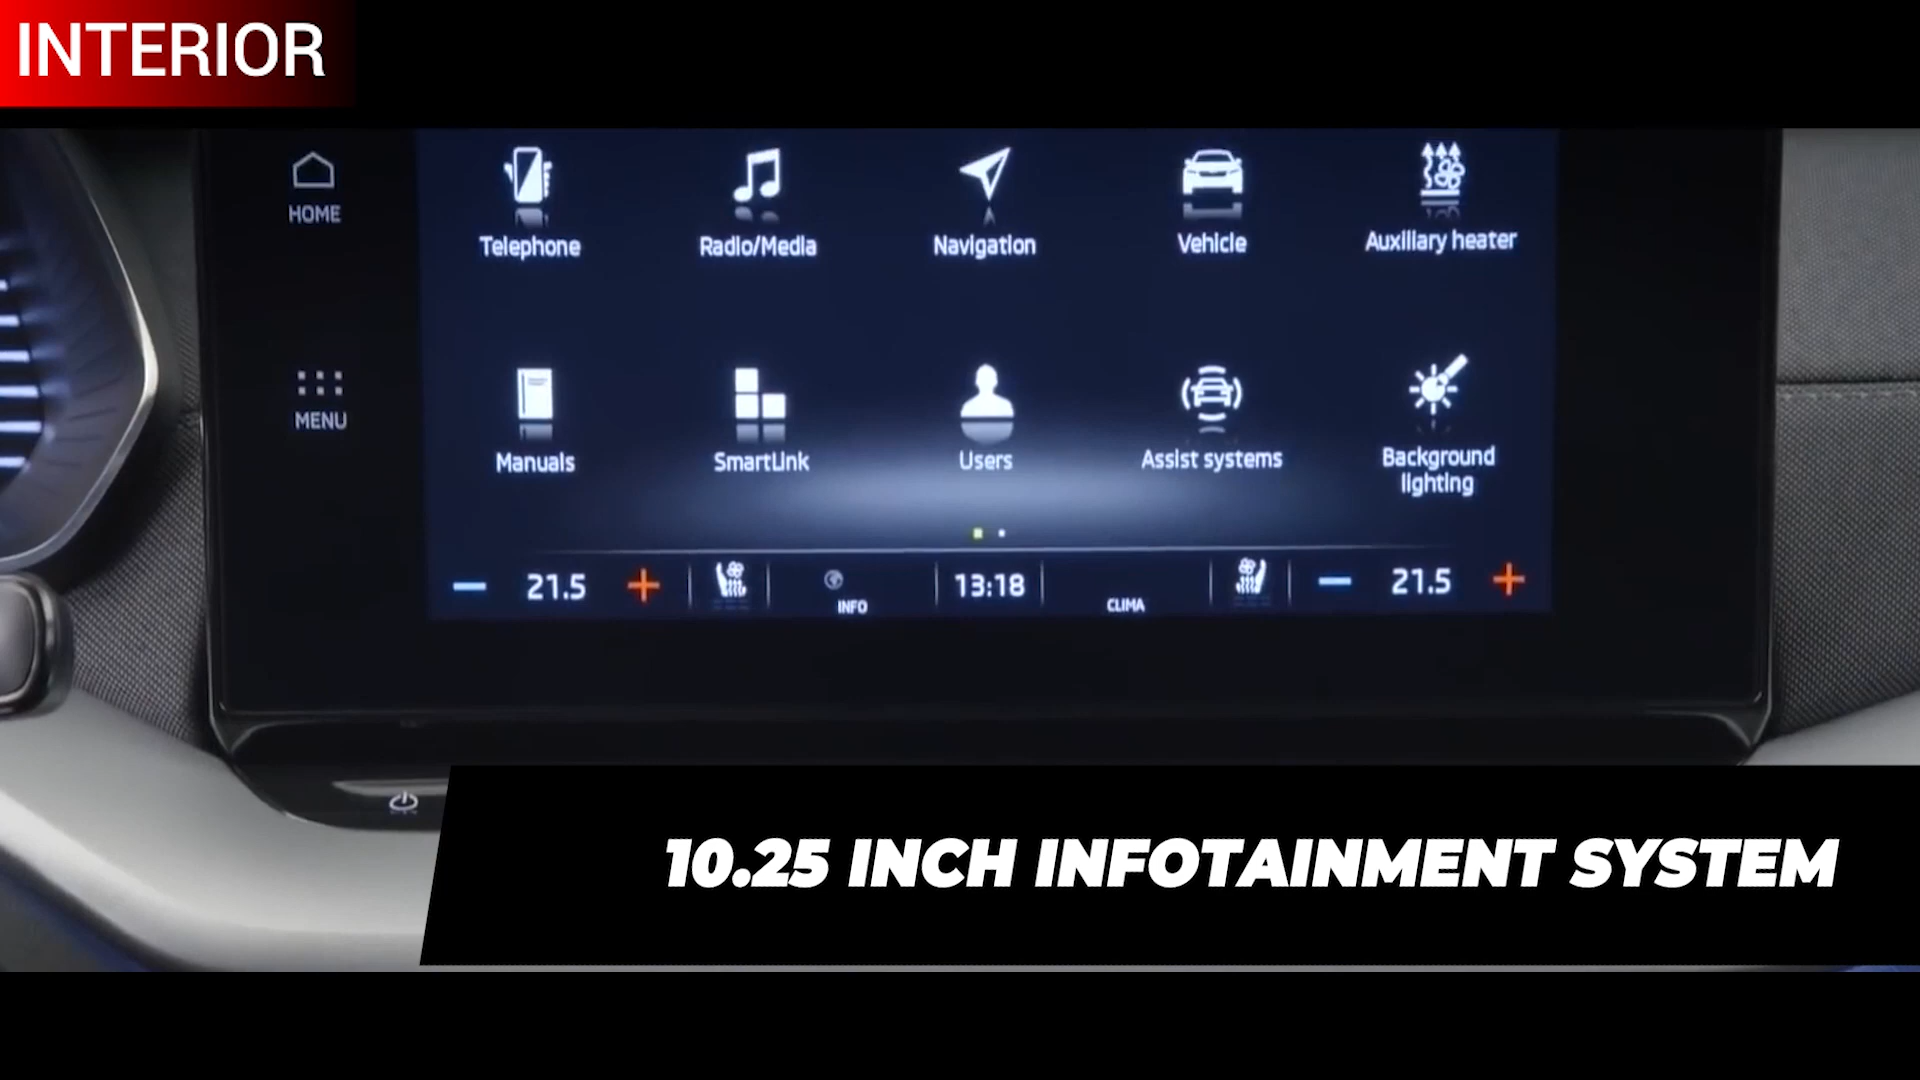 INTERIOR
HOME
Telephone
Radio/Media
Navigation
Vehicle
Auxiliary heater
MENU
Manuals
SmartLink
Users
Assist systems
Background
lighting
21.5
INFO
13:18
CLIMA
21.5
10.25 INCH INFOTAINMENT SYSTEM